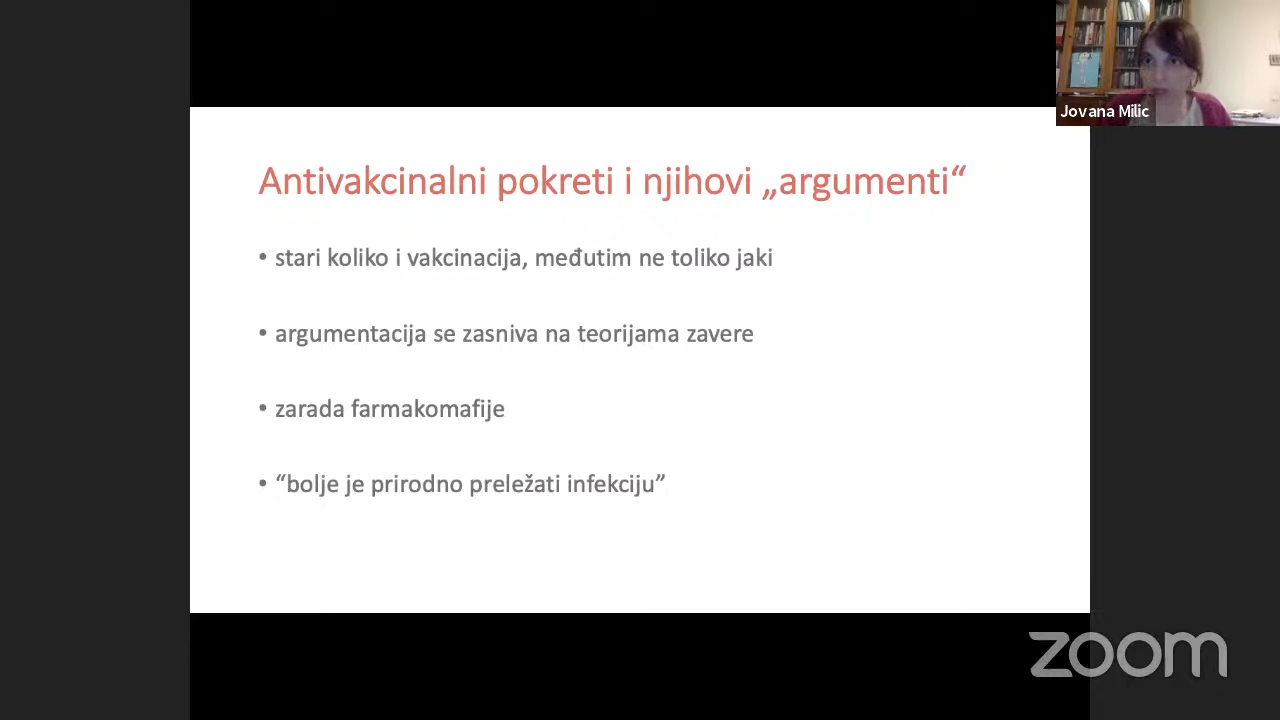 Jovana Milic
Antivakcinalni pokreti i njihovi „argumenti“
• stari koliko i vakcinacija, međutim ne toliko jaki
• argumentacija se zasniva na teorijama zavere
• zarada farmakomafije
• “bolje je prirodno preležati infekciju”
zoom